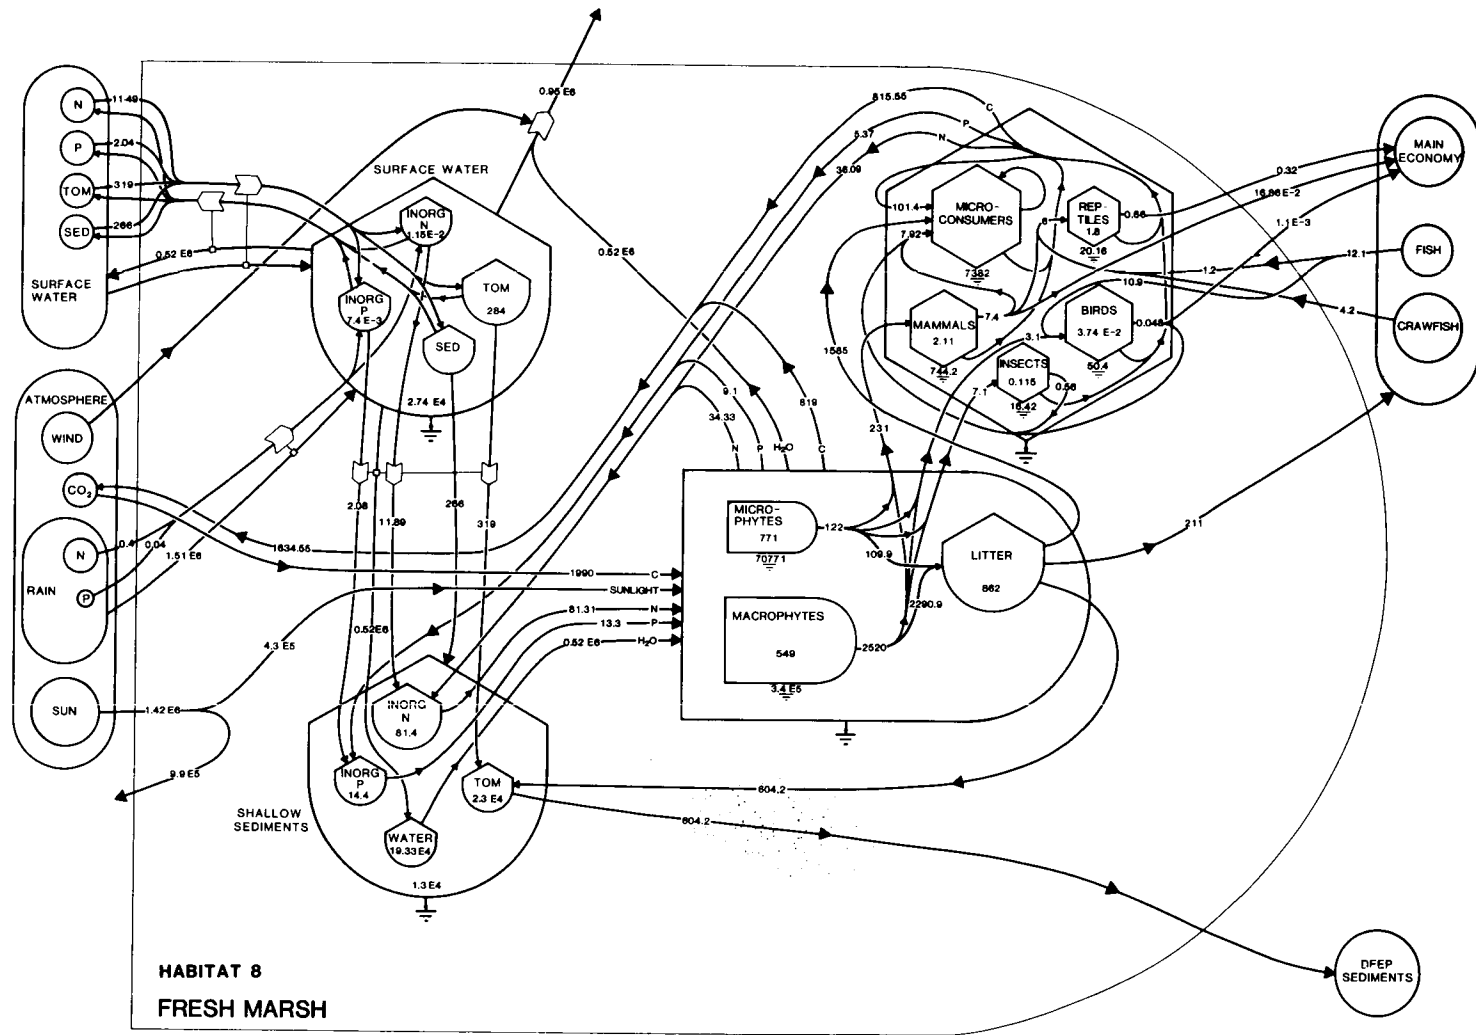 0.95 E6
N
11.49
P
2.04
TOM
319
SED
266
SURFACE
WATER
0.52 E6
SURFACE WATER
INORG
N
1.15E-2
INORG
P
7.4 E-3
TOM
284
SED
2.74 E4
0.52 E6
815.55
C
5.37
P
36.09
N
MICRO-
CONSUMERS
101.4
7.92
7382
REP-
TILES
1.8
20.16
6
0.66
MAMMALS
2.11
744.2
7.4
BIRDS
3.74 E-2
50.4
3.1
0.048
INSECTS
0.115
16.42
0.56
7.1
10.9
1.2
12.1
4.2
0.32
16.86E-2
1.1E-3
MAIN
ECONOMY
FISH
CRAWFISH
ATMOSPHERE
WIND
CO2
RAIN
N
0.4
0.04
P
1.51 E6
SUN
1.42 E6
4.3 E5
9.9 E5
1634.55
2.08
11.89
266
319
0.52E6
1585
231
819
9.1
34.33
N
P
H2O
C
1990
C
SUNLIGHT
81.31
N
13.3
P
0.52 E6
H2O
MICRO-
PHYTES
771
70771
122
109.9
MACROPHYTES
549
3.4 E5
2520
2290.9
LITTER
862
211
INORG
N
81.4
INORG
P
14.4
TOM
2.3 E4
WATER
19.33E4
1.3 E4
SHALLOW
SEDIMENTS
604.2
604.2
DEEP
SEDIMENTS
HABITAT 8
FRESH MARSH